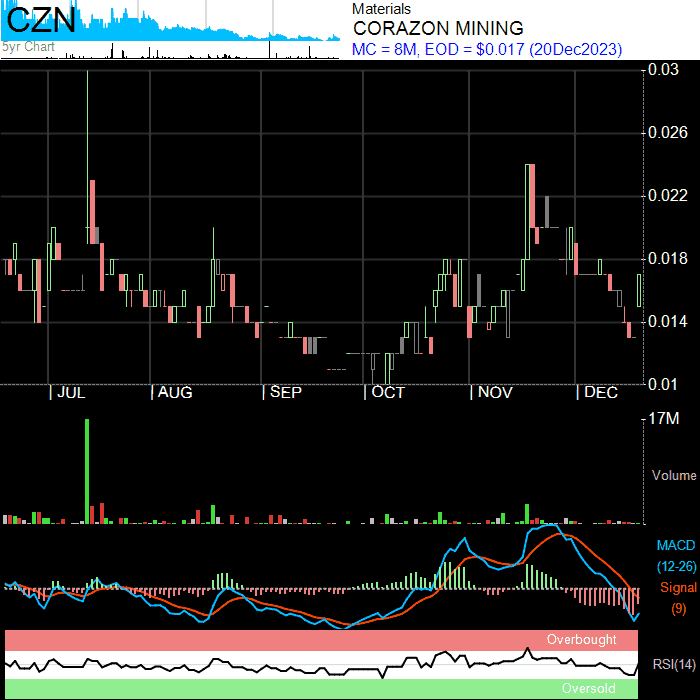 CZN
5yr Chart
Materials
CORAZON MINING
MC = 8M, EOD = $0.017 (20Dec2023)
0.03
0.026
0.022
0.018
0.014
0.01
| JUL | AUG | SEP | OCT | NOV | DEC
17M
Volume
MACD
(12-26)
Signal
(9)
Overbought
RSI(14)
Oversold